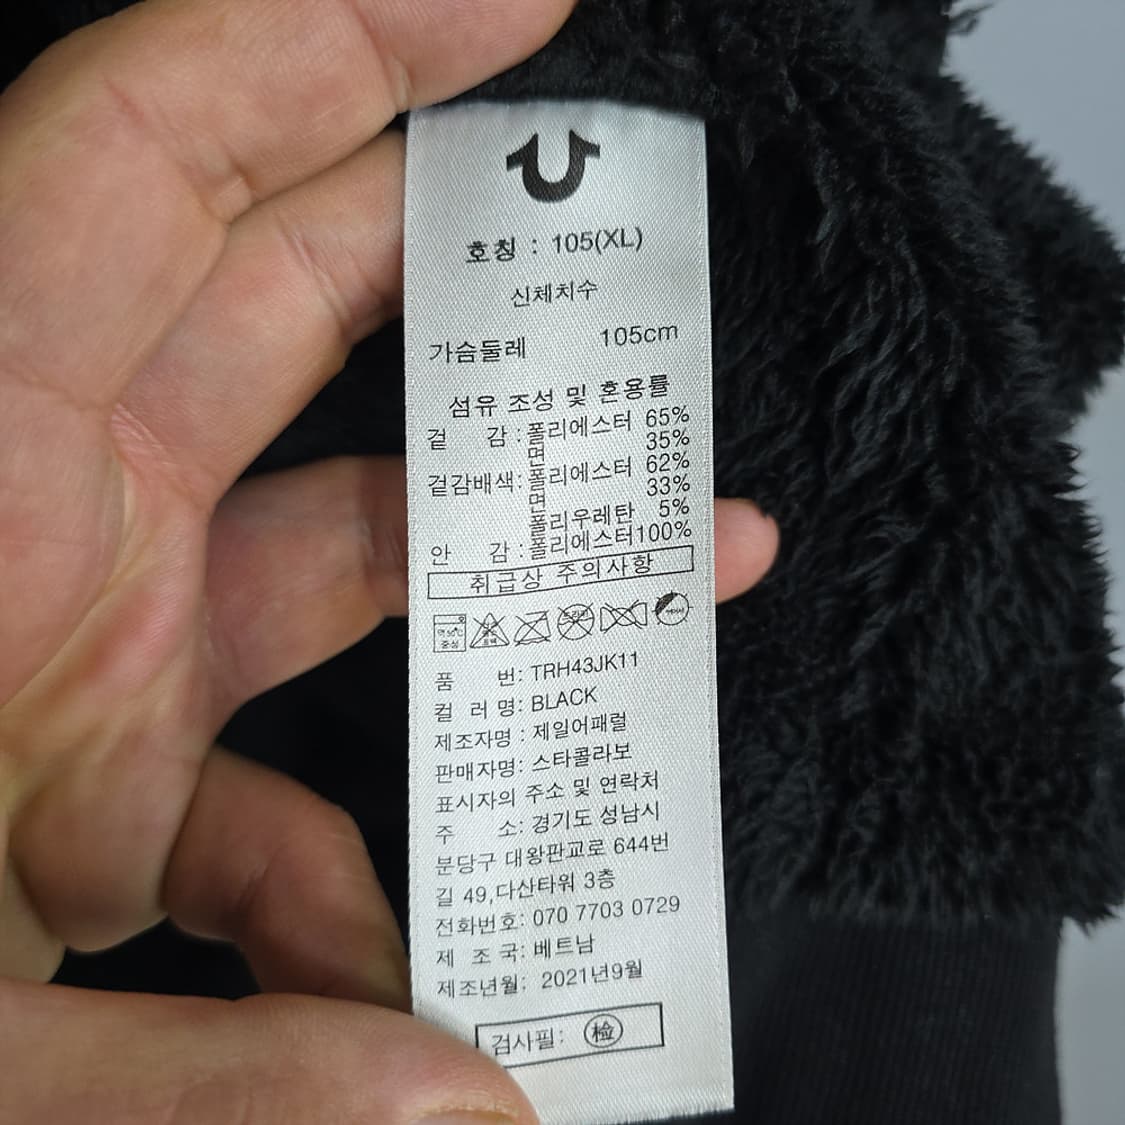 호칭 : 105(XL)
신체치수
가슴둘레 105cm
섬유 조성 및 혼용률
겉 감 : 폴리에스터 65%
면 35%
겉감배색: 폴리에스터 62%
면 33%
폴리우레탄 5%
안 감 : 폴리에스터100%
취급상 주의사항
중성
품 번: TRH43JK11
컬 러 명: BLACK
제조자명 : 제일어패럴
판매자명: 스타콜라보
표시자의 주소 및 연락처
주 소: 경기도 성남시
분당구 대왕판교로 644번
길 49,다산타워 3층
전화번호: 070 7703 0729
제 조 국: 베트남
제조년월: 2021년9월
검사필: 検